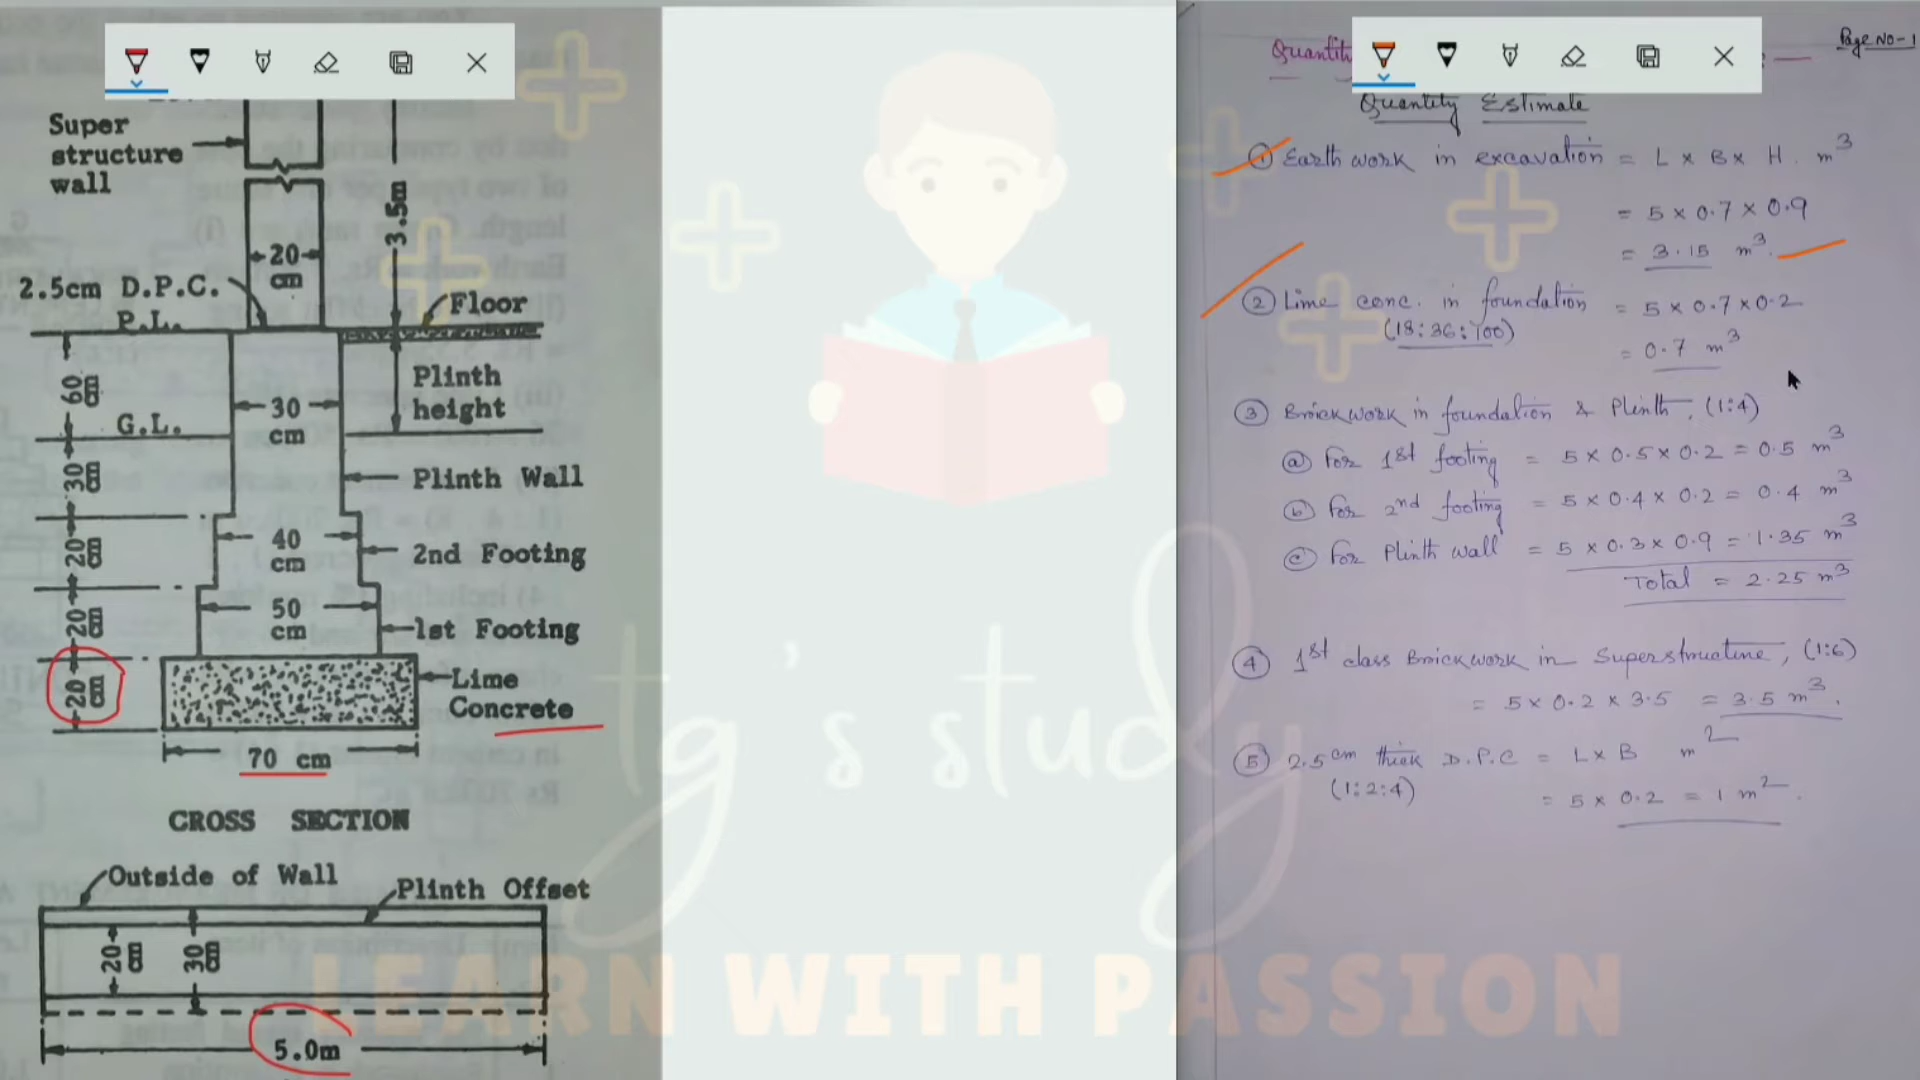 Super
structure
wall
3.5m
20
cm
2.5cm D.P.C.
P.L.
Floor
60
cm
Plinth
height
30
cm
G.L.
30
cm
Plinth Wall
20
cm
40
cm
2nd Footing
20
cm
50
cm
1st Footing
20
cm
Lime
Concrete
70 cm
CROSS SECTION
Outside of Wall
Plinth Offset
20
cm
30
cm
5.0m
tg's study
LEARN WITH PASSION
Page No-1
Quantity Estimate
① Earth work in excavation = L x B x H. m³
= 5 x 0.7 x 0.9
= 3.15 m³.
② Lime conc. in foundation = 5 x 0.7 x 0.2
(18:36:100)
= 0.7 m³
③ Brickwork in foundation & Plinth, (1:4)
ⓐ For 1st footing = 5 x 0.5 x 0.2 = 0.5 m³
ⓑ For 2nd footing = 5 x 0.4 x 0.2 = 0.4 m³
ⓒ For Plinth wall = 5 x 0.3 x 0.9 = 1.35 m³
Total = 2.25 m³
④ 1st class Brickwork in Superstructure, (1:6)
= 5 x 0.2 x 3.5 = 3.5 m³.
⑤ 2.5cm thick D.P.C = L x B m²
(1:2:4)
= 5 x 0.2 = 1 m².